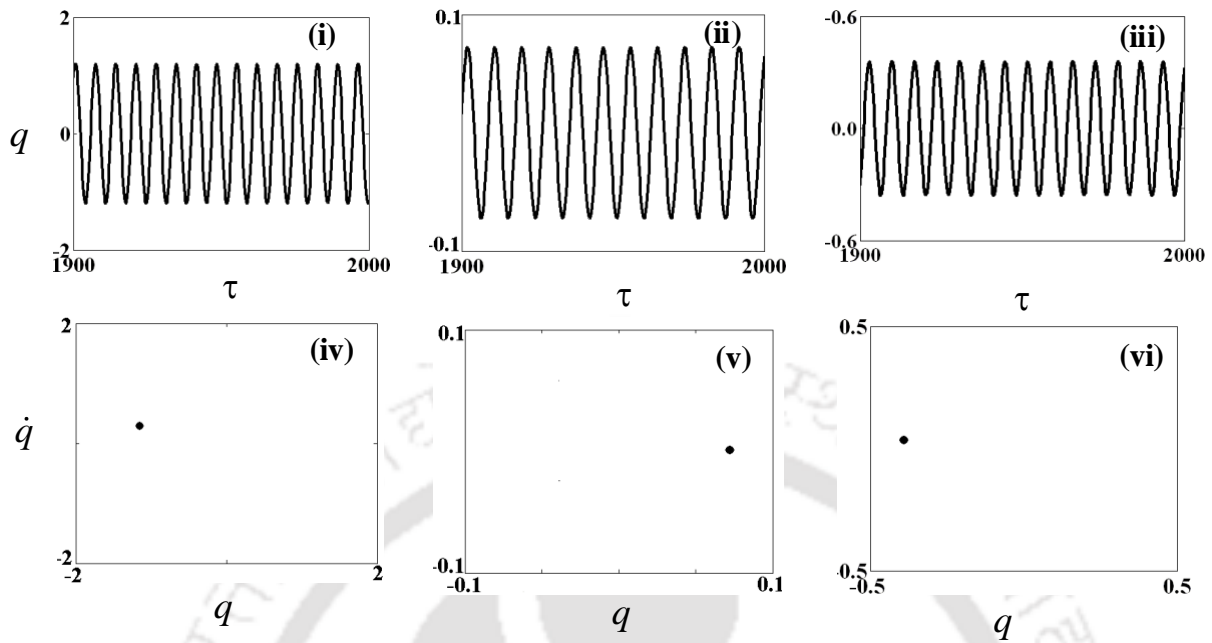 2 (i) 0.1 (ii) -0.6 (iii)
q 0 0.0
-2 -0.1 -0.6
1900 2000 1900 2000 1900 2000
τ τ τ
2 (iv) 0.1 (v) 0.5 (vi)
q̇
-2 -0.1 -0.5
-2 2 -0.1 0.1 -0.5 0.5
q q q